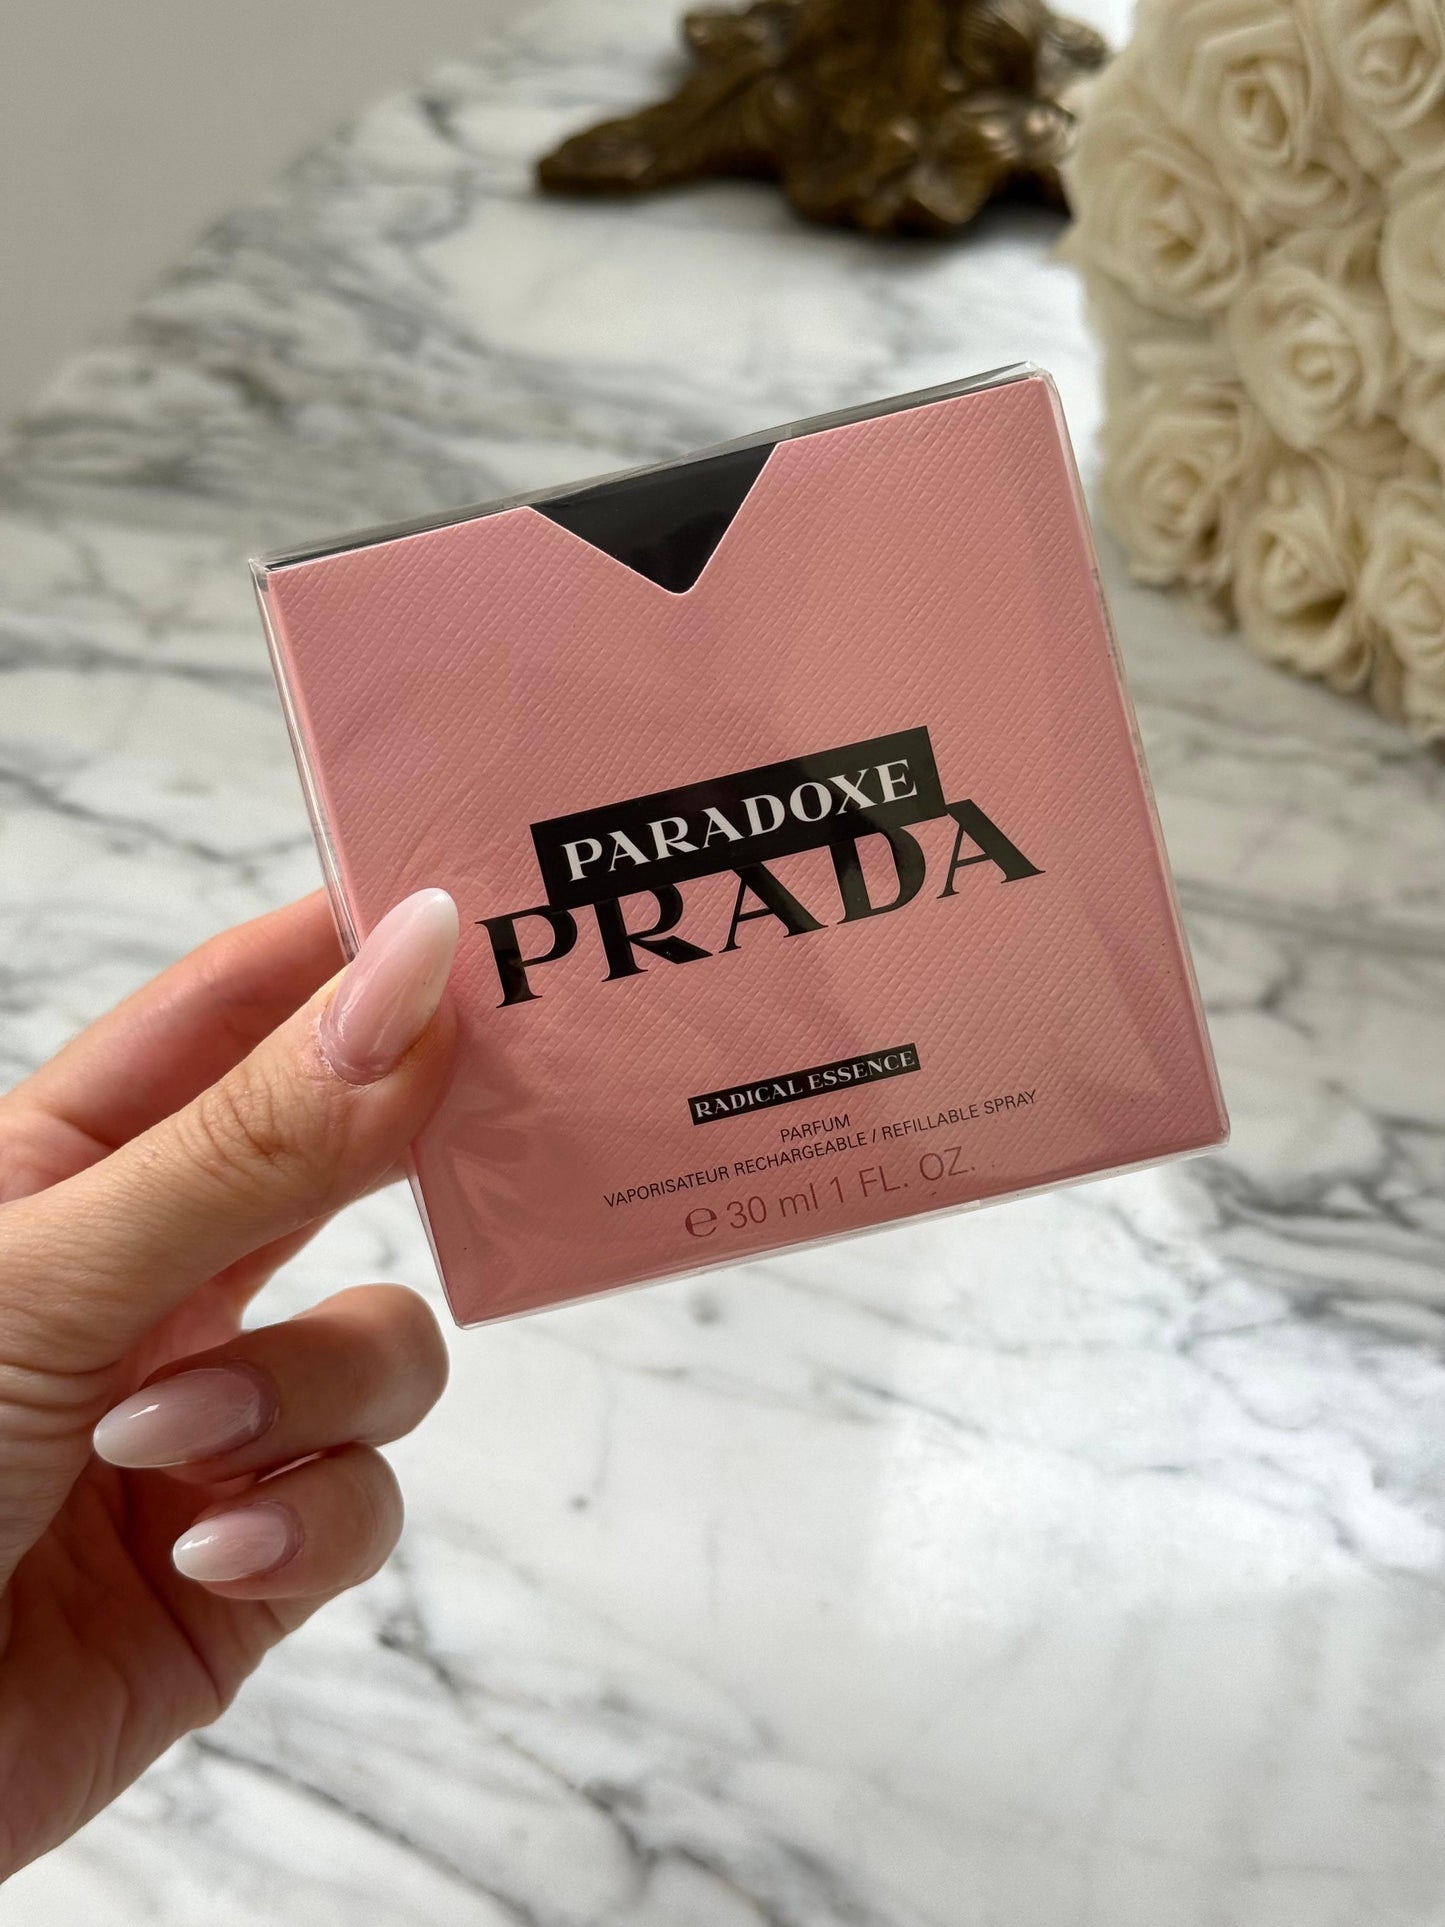 PARADOXE
PRADA
RADICAL ESSENCE
PARFUM
VAPORISATEUR RECHARGEABLE / REFILLABLE SPRAY
℮ 30 ml 1 FL. OZ.